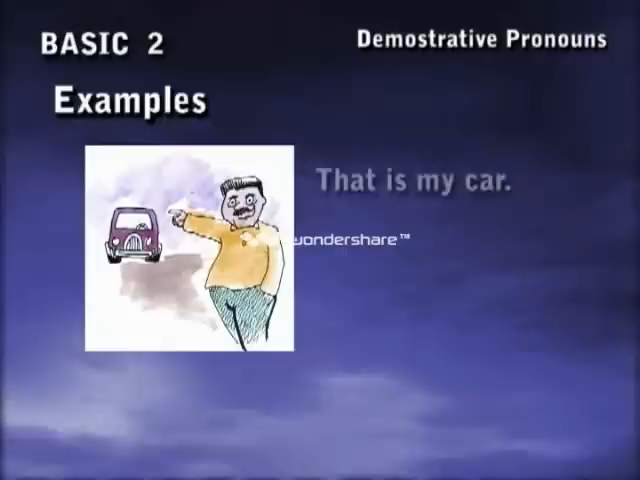 BASIC 2
Demostrative Pronouns
Examples
That is my car.
wondershare™